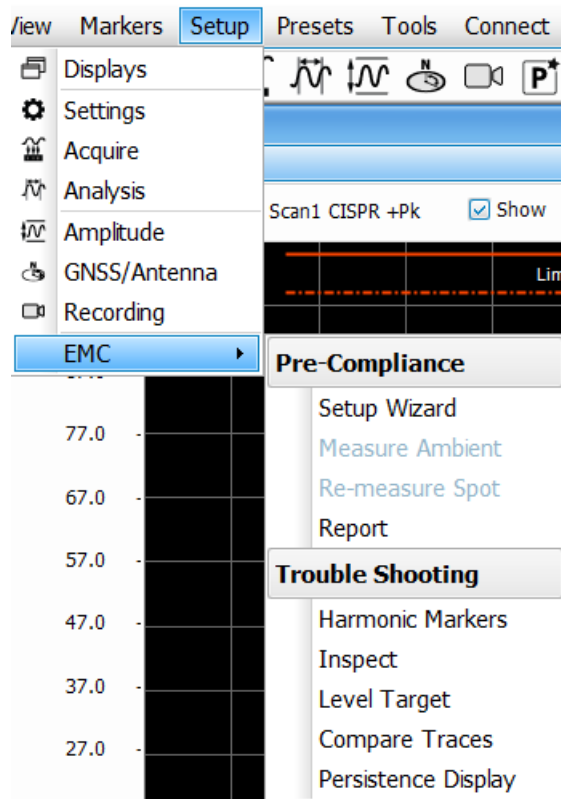 View Markers Setup Presets Tools Connect
Displays
Settings
Acquire
Analysis
Scan1 CISPR +Pk Show
Amplitude
GNSS/Antenna
Recording
EMC
Pre-Compliance
Setup Wizard
77.0
Measure Ambient
67.0
Re-measure Spot
Report
57.0
Trouble Shooting
47.0
Harmonic Markers
Inspect
37.0
Level Target
27.0
Compare Traces
Persistence Display